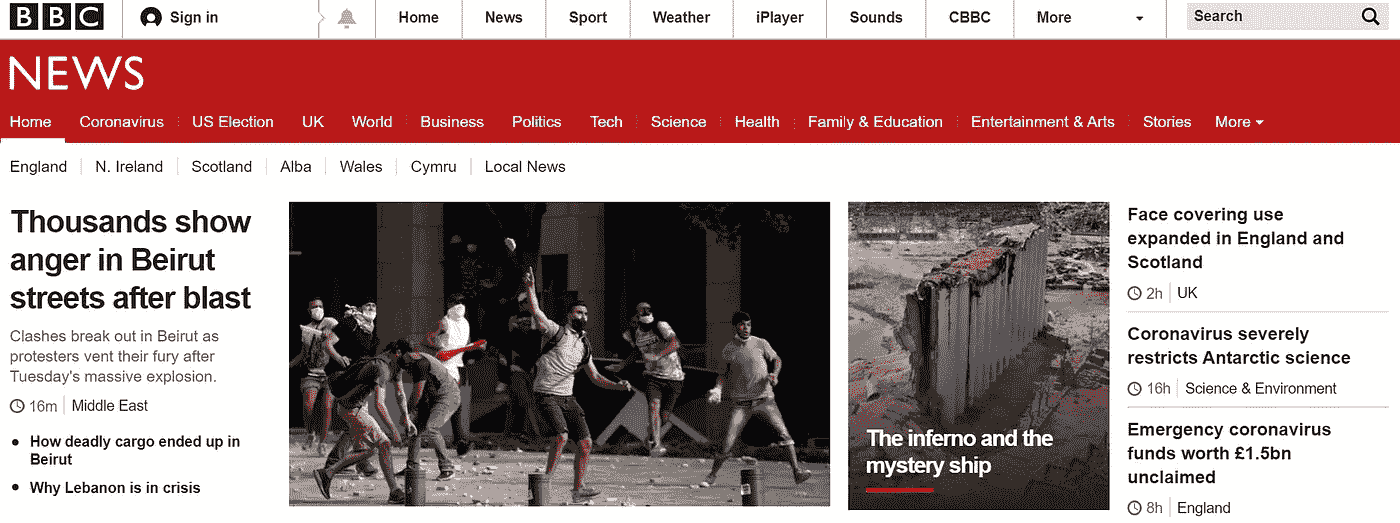 BBC
Sign in
Home
News
Sport
Weather
iPlayer
Sounds
CBBC
More
Search
NEWS
Home
Coronavirus
US Election
UK
World
Business
Politics
Tech
Science
Health
Family & Education
Entertainment & Arts
Stories
More
England
N. Ireland
Scotland
Alba
Wales
Cymru
Local News
Thousands show
anger in Beirut
streets after blast
Clashes break out in Beirut as
protesters vent their fury after
Tuesday's massive explosion.
16m
Middle East
How deadly cargo ended up in
Beirut
Why Lebanon is in crisis
The inferno and the
mystery ship
Face covering use
expanded in England and
Scotland
2h
UK
Coronavirus severely
restricts Antarctic science
16h
Science & Environment
Emergency coronavirus
funds worth £1.5bn
unclaimed
8h
England